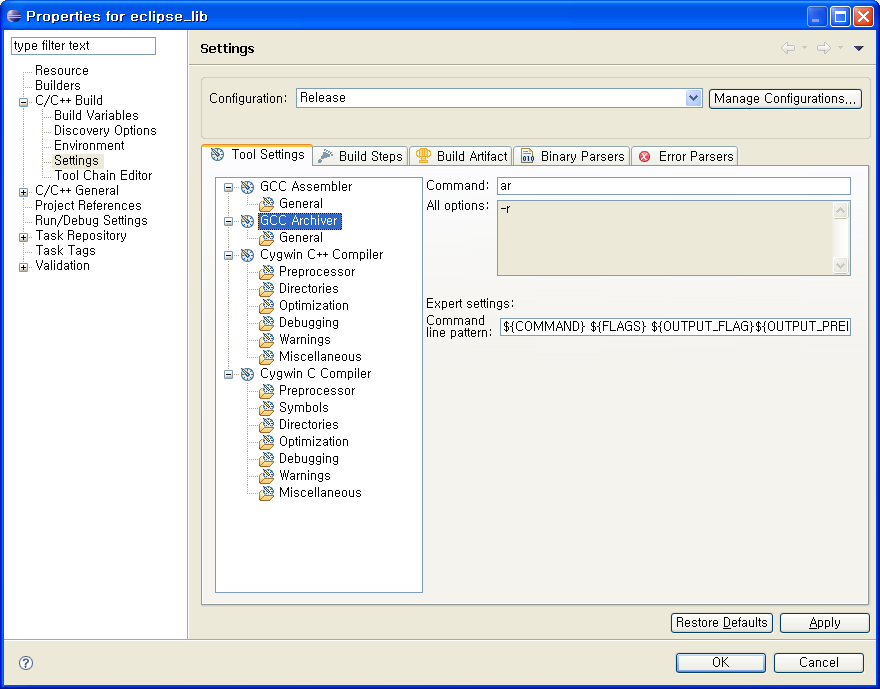 Properties for eclipse_lib
type filter text
Resource
Builders
C/C++ Build
Build Variables
Discovery Options
Environment
Settings
Tool Chain Editor
C/C++ General
Project References
Run/Debug Settings
Task Repository
Task Tags
Validation
Settings
Configuration: Release Manage Configurations...
Tool Settings Build Steps Build Artifact Binary Parsers Error Parsers
GCC Assembler
General
GCC Archiver
General
Cygwin C++ Compiler
Preprocessor
Directories
Optimization
Debugging
Warnings
Miscellaneous
Cygwin C Compiler
Preprocessor
Symbols
Directories
Optimization
Debugging
Warnings
Miscellaneous
Command: ar
All options: -r
Expert settings:
Command
line pattern: ${COMMAND} ${FLAGS} ${OUTPUT_FLAG}${OUTPUT_PREI
Restore Defaults Apply
OK Cancel